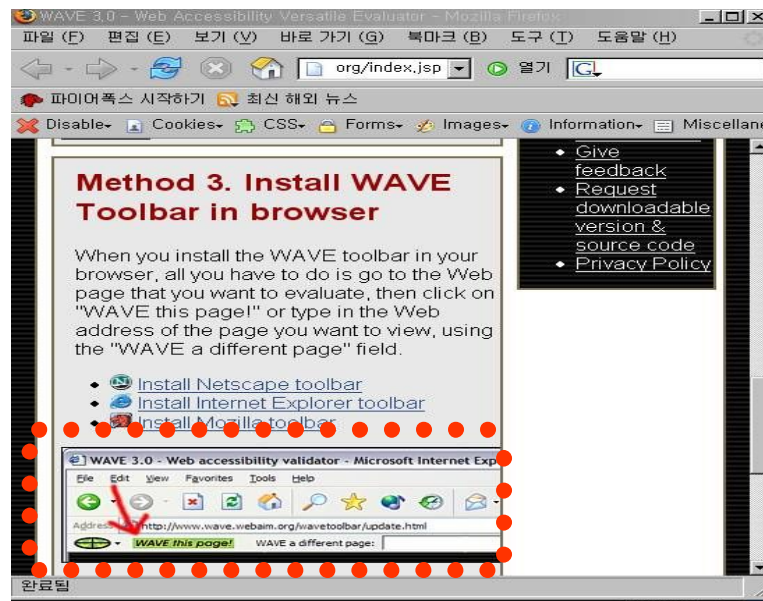 WAVE 3.0 - Web Accessibility Versatile Evaluator - Mozilla Firefox
파일 (F) 편집 (E) 보기 (V) 바로 가기 (G) 북마크 (B) 도구 (T) 도움말 (H)
org/index.jsp 열기 G
파이어폭스 시작하기 최신 해외 뉴스
Disable Cookies CSS Forms Images Information Miscellane
Method 3. Install WAVE
Toolbar in browser
When you install the WAVE toolbar in your
browser, all you have to do is go to the Web
page that you want to evaluate, then click on
"WAVE this page!" or type in the Web
address of the page you want to view, using
the "WAVE a different page" field.
Install Netscape toolbar
Install Internet Explorer toolbar
Install Mozilla toolbar
WAVE 3.0 - Web accessibility validator - Microsoft Internet Exp
File Edit View Favorites Tools Help
Address http://www.wave.webaim.org/wavetoolbar/update.html
WAVE this page! WAVE a different page:
Give
feedback
Request
downloadable
version &
source code
Privacy Policy
완료됨